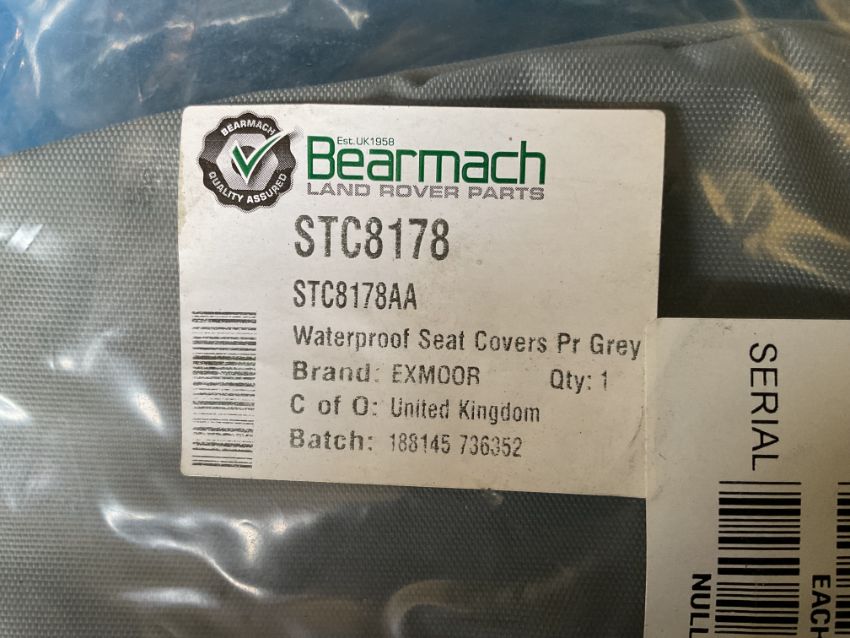 BEARMACH
QUALITY ASSURED
Est.UK1958
Bearmach
LAND ROVER PARTS
STC8178
STC8178AA
Waterproof Seat Covers Pr Grey
Brand: EXMOOR Qty: 1
C of O: United Kingdom
Batch: 188145 736352
SERIAL
NULL
EACH